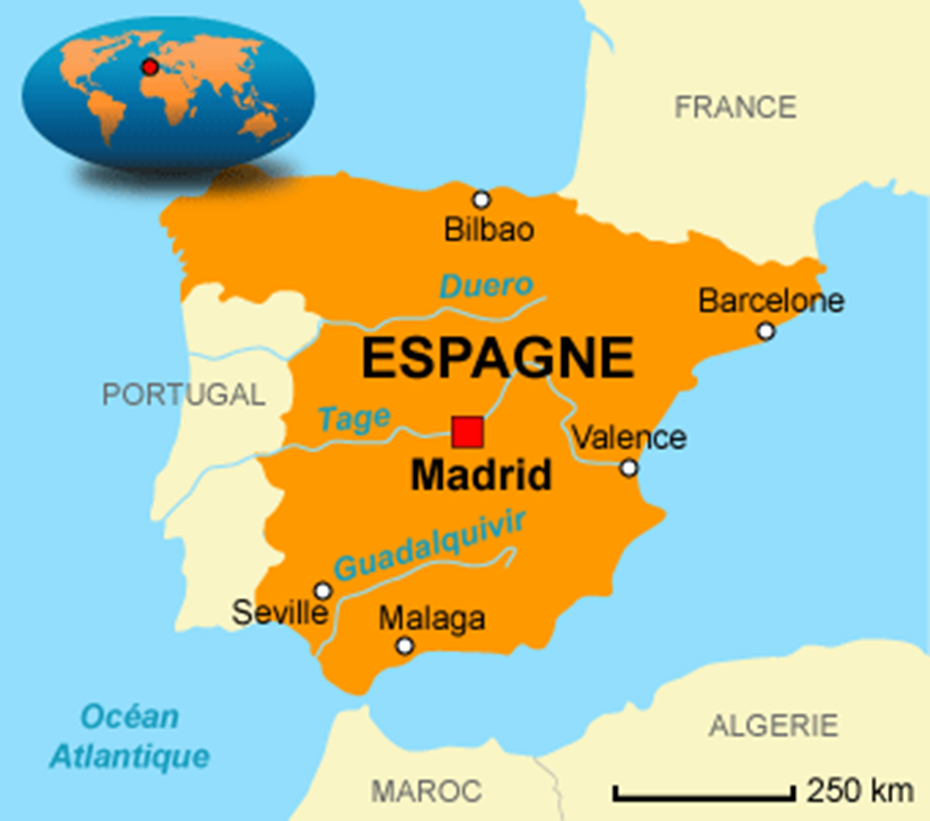 FRANCE
Bilbao
Duero
Barcelone
ESPAGNE
PORTUGAL
Tage
Valence
Madrid
Guadalquivir
Seville
Malaga
Océan
Atlantique
ALGERIE
MAROC
250 km